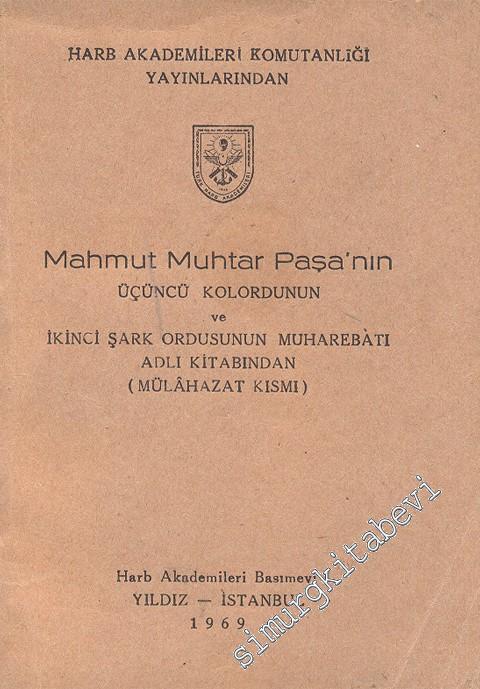 HARB AKADEMİLERİ KOMUTANLIĞI
YAYINLARINDAN
Mahmut Muhtar Paşa'nın
ÜÇÜNCÜ KOLORDUNUN
ve
İKİNCİ ŞARK ORDUSUNUN MUHAREBÀTI
ADLI KİTABINDAN
(MÜLÂHAZAT KISMI)
Harb Akademileri Basımevi
YILDIZ — İSTANBUL
1969
simurgkitabevi